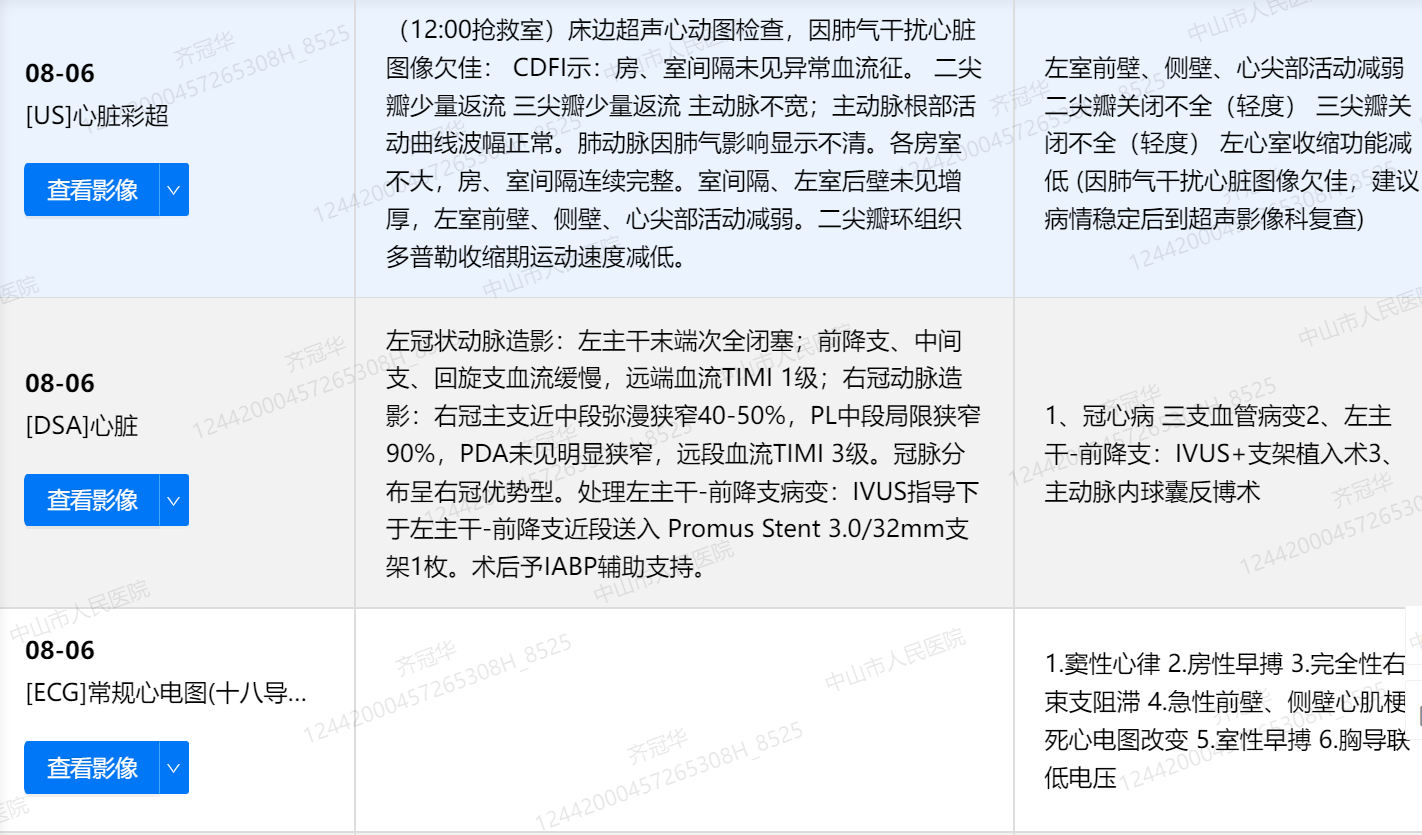 08-06
[US]心脏彩超
查看影像
（12:00抢救室）床边超声心动图检查，因肺气干扰心脏
图像欠佳： CDFI示：房、室间隔未见异常血流征。 二尖
瓣少量返流 三尖瓣少量返流 主动脉不宽；主动脉根部活
动曲线波幅正常。肺动脉因肺气影响显示不清。各房室
不大，房、室间隔连续完整。室间隔、左室后壁未见增
厚，左室前壁、侧壁、心尖部活动减弱。二尖瓣环组织
多普勒收缩期运动速度减低。
左室前壁、侧壁、心尖部活动减弱
二尖瓣关闭不全（轻度） 三尖瓣关
闭不全（轻度） 左心室收缩功能减
低 (因肺气干扰心脏图像欠佳，建议
病情稳定后到超声影像科复查)
08-06
[DSA]心脏
查看影像
左冠状动脉造影：左主干末端次全闭塞；前降支、中间
支、回旋支血流缓慢，远端血流TIMI 1级；右冠动脉造
影：右冠主支近中段弥漫狭窄40-50%，PL中段局限狭窄
90%，PDA未见明显狭窄，远段血流TIMI 3级。冠脉分
布呈右冠优势型。处理左主干-前降支病变：IVUS指导下
于左主干-前降支近段送入 Promus Stent 3.0/32mm支
架1枚。术后予IABP辅助支持。
1、冠心病 三支血管病变2、左主
干-前降支：IVUS+支架植入术3、
主动脉内球囊反博术
08-06
[ECG]常规心电图(十八导...
查看影像
1.窦性心律 2.房性早搏 3.完全性右
束支阻滞 4.急性前壁、侧壁心肌梗
死心电图改变 5.室性早搏 6.胸导联
低电压
齐冠华
12442000457265308H_8525
中山市人民医院